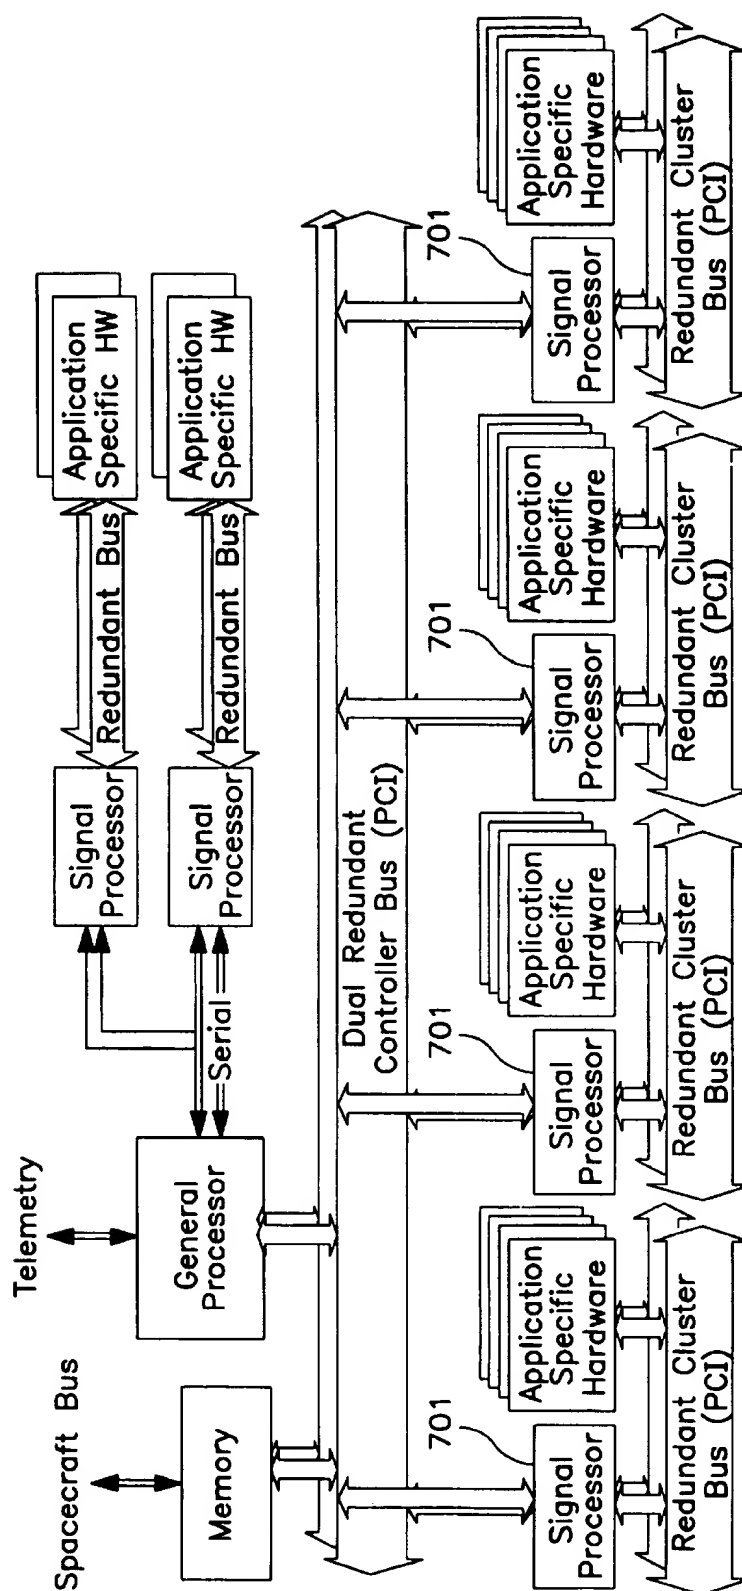 Spacecraft Bus
Telemetry
Memory
General
Processor
Serial
Signal
Processor
Redundant Bus
Application
Specific HW
Signal
Processor
Redundant Bus
Application
Specific HW
Dual Redundant
Controller Bus (PCI)
701
Signal
Processor
Application
Specific
Hardware
Redundant Cluster
Bus (PCI)
701
Signal
Processor
Application
Specific
Hardware
Redundant Cluster
Bus (PCI)
701
Signal
Processor
Application
Specific
Hardware
Redundant Cluster
Bus (PCI)
701
Signal
Processor
Application
Specific
Hardware
Redundant Cluster
Bus (PCI)